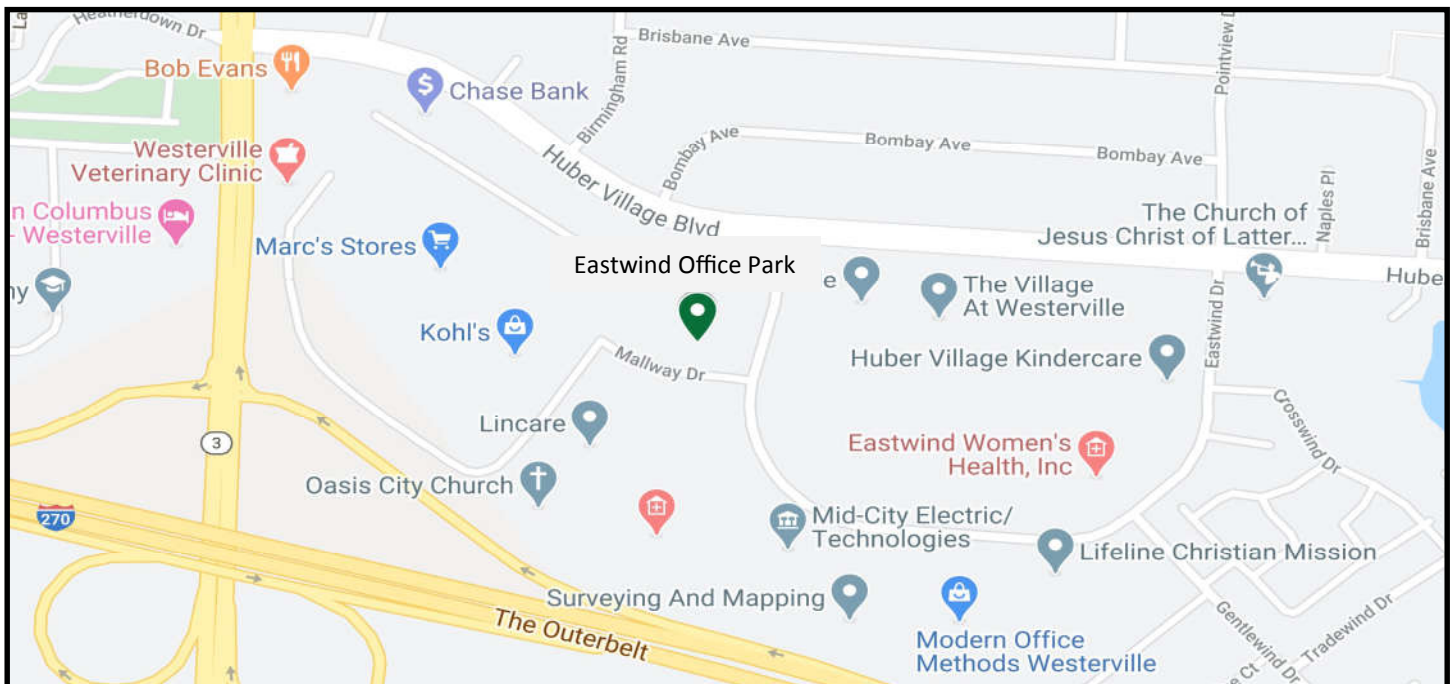 La
Heatherdown Dr
Brisbane Ave
Pointview D
Birmingham Rd
Bob Evans
Chase Bank
Bombay Ave
Bombay Ave
Bombay Ave
Westerville
Veterinary Clinic
Huber Village Blvd
Naples Pl
Brisbane Ave
n Columbus
- Westerville
The Church of
Jesus Christ of Latter...
Marc's Stores
Eastwind Office Park
Huber
ny
e
The Village
At Westerville
Eastwind Dr
Kohl's
Mallway Dr
Huber Village Kindercare
Crosswind Dr
Lincare
3
Eastwind Women's
Health, Inc
Oasis City Church
270
Mid-City Electric/
Technologies
Lifeline Christian Mission
Surveying And Mapping
The Outerbelt
Modern Office
Methods Westerville
Gentlewind Dr
Tradewind Dr
e Ct